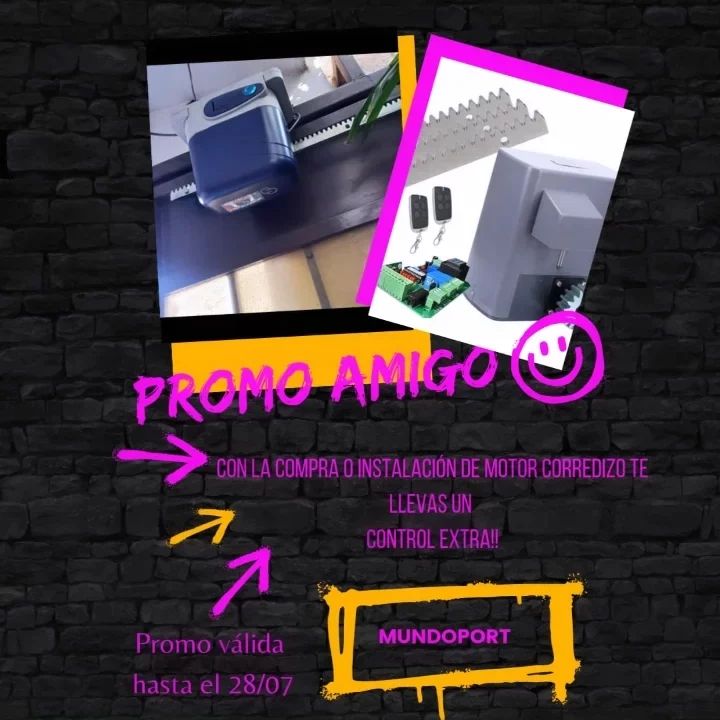 PROMO AMIGO
CON LA COMPRA O INSTALACIÓN DE MOTOR CORREDIZO TE
LLEVAS UN
CONTROL EXTRA!!
Promo válida
hasta el 28/07
MUNDOPORT